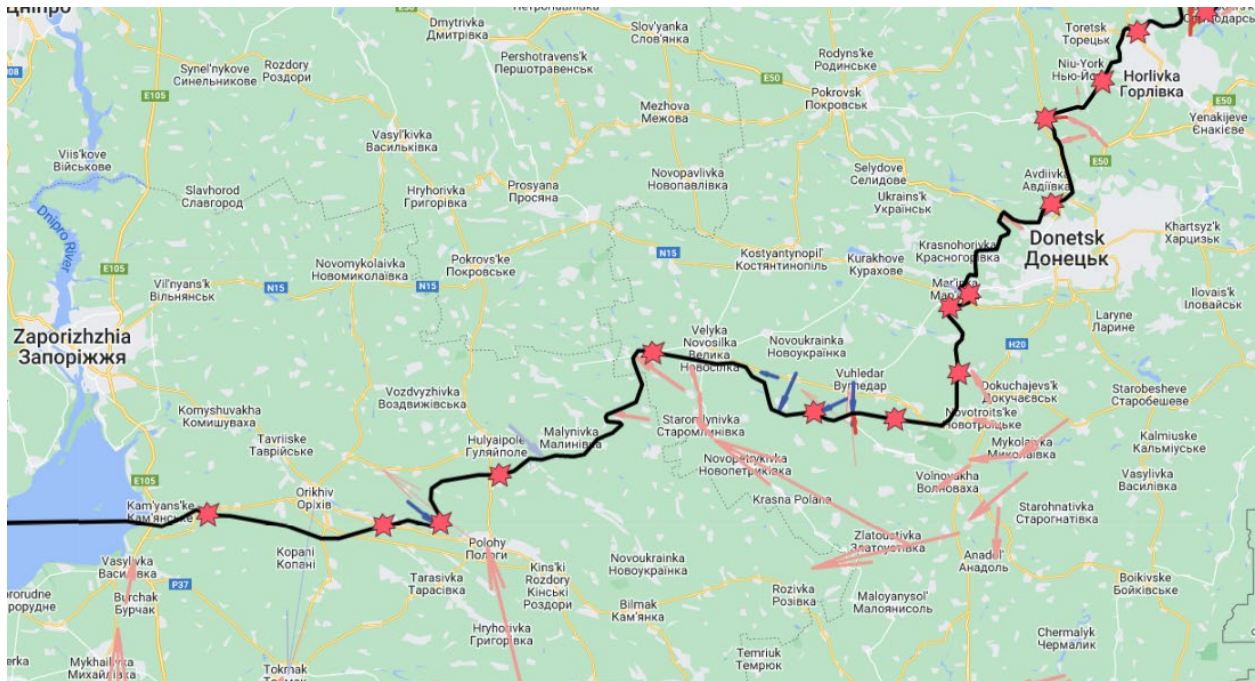 Дніпро
E50
Dmytrivka
Дмитрівка
Slov'yanka
Слов'янка
Toretsk
Торецьк
Synel'nykove
Синельникове
Rozdory
Роздори
Pershotravens'k
Першотравенськ
Rodyns'ke
Родинське
Niu-York
E105
E50
Pokrovsk
Покровськ
Horlivka
Горлівка
E50
Mezhova
Межова
Yenakijeve
Єнакієве
Vasyl'kivka
Васильківка
Viis'kove
Військове
E50
Slavhorod
Славгород
Hryhorivka
Григорівка
Prosyana
Просяна
Novopavlivka
Новопавлівка
Selydove
Селидове
Avdiivka
Авдіївка
Ukrains'k
Українськ
Dnipro River
Khartsyz'k
Харцизьк
Donetsk
Донецьк
N15
Kostyantynopil'
Костянтинопіль
Krasnohorivka
Красногорівка
Kurakhove
Курахове
E105
Novomykolaivka
Новомиколаївка
Pokrovs'ke
Покровське
Vil'nyans'k
Вільнянськ
N15
N15
Ilovais'k
Іловайськ
Laryne
Ларине
Zaporizhzhia
Запоріжжя
Velyka
Novosilka
Велика
Новосілка
Novoukrainka
Новоукраїнка
H20
Vuhledar
Vozdvyzhivka
Воздвижівка
Dokuchajevs'k
Докучаєвськ
Starobesheve
Старобешеве
Komyshuvakha
Комишуваха
Staromlynivka
Старомлинівка
Novotroits'ke
Новотроїцьке
Tavriiske
Таврійське
Hulyaipole
Гуляйполе
Malynivka
Малинівка
Mykolaivka
Миколаївка
Kalmiuske
Кальміуське
Novopetrykivka
Новопетриківка
E105
Volnovakha
Волноваха
Vasylivka
Василівка
Orikhiv
Оріхів
Krasna Polana
Kam'yans'ke
Кам'янське
Starohnativka
Старогнатівка
Zlatoustivka
Златоустівка
Polohy
Пологи
Kopani
Копані
Vasylivka
Василівка
Novoukrainka
Новоукраїнка
Anadol'
Анадоль
Kins'ki
Rozdory
Кінські
Роздори
P37
Tarasivka
Тарасівка
Boikivske
Бойківське
Burchak
Бурчак
Rozivka
Розівка
Maloyanysol'
Малоянисоль
Bilmak
Кам'янка
Hryhorivka
Григорівка
Chermalyk
Чермалик
Temriuk
Темрюк
Mykhailivka
Михайлівка
Tokmak